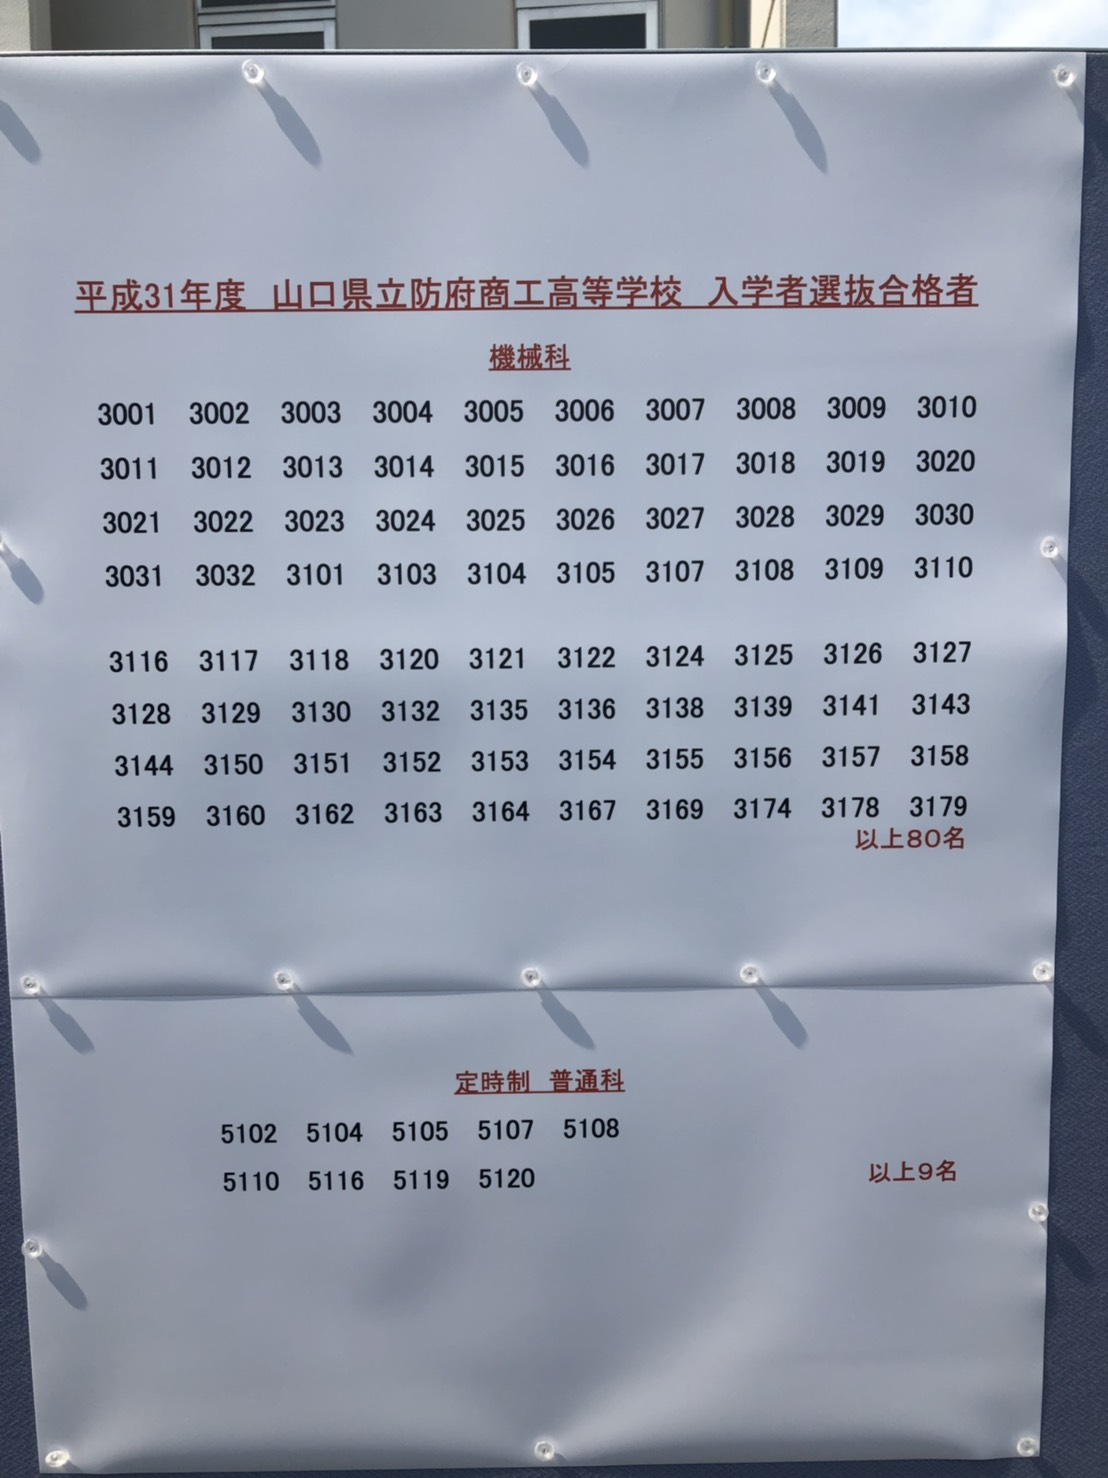 平成31年度　山口県立防府商工高等学校　入学者選抜合格者
機械科
3001 3002 3003 3004 3005 3006 3007 3008 3009 3010
3011 3012 3013 3014 3015 3016 3017 3018 3019 3020
3021 3022 3023 3024 3025 3026 3027 3028 3029 3030
3031 3032 3101 3103 3104 3105 3107 3108 3109 3110
3116 3117 3118 3120 3121 3122 3124 3125 3126 3127
3128 3129 3130 3132 3135 3136 3138 3139 3141 3143
3144 3150 3151 3152 3153 3154 3155 3156 3157 3158
3159 3160 3162 3163 3164 3167 3169 3174 3178 3179
以上80名
定時制　普通科
5102 5104 5105 5107 5108
5110 5116 5119 5120
以上9名